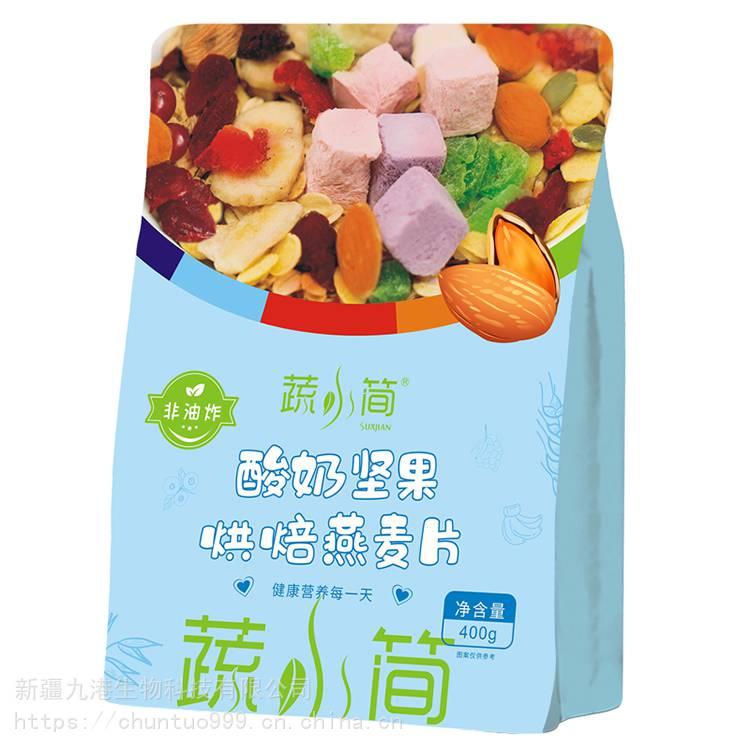 蔬小简®
SUXJIAN
非油炸
酸奶坚果
烘焙燕麦片
健康营养每一天
净含量
400g
图案仅供参考
蔬小简
新疆九港生物科技有限公司
https://chuntuo999.cn.china.cn